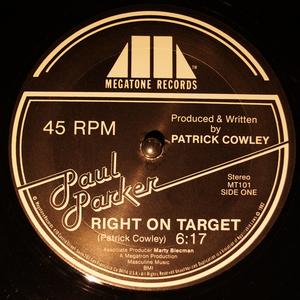 TM
MEGATONE RECORDS
45 RPM
Produced & Written
by
PATRICK COWLEY
Stereo
MT101
SIDE ONE
Paul
Parker
RIGHT ON TARGET
(Patrick Cowley) 6:17
Associate Producer Marty Blecman
A Megatron Production
Masculine Music
BMI